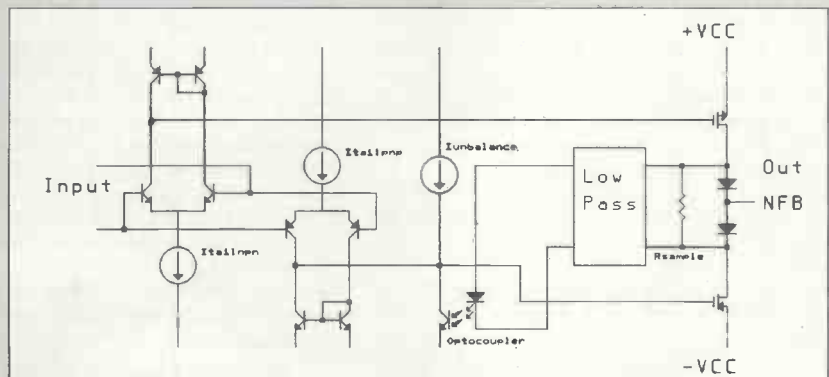 +VCC
Itailpnp
Iunbalance
Input
Low
Pass
Out
NFB
Itailnpn
Rsample
Optocoupler
-VCC